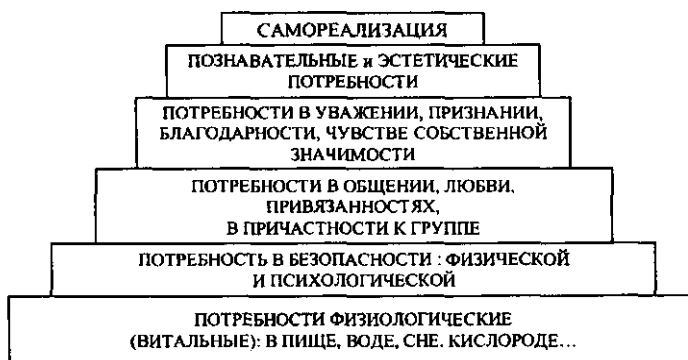 САМОРЕАЛИЗАЦИЯ
ПОЗНАВАТЕЛЬНЫЕ и ЭСТЕТИЧЕСКИЕ
ПОТРЕБНОСТИ
ПОТРЕБНОСТИ В УВАЖЕНИИ, ПРИЗНАНИИ,
БЛАГОДАРНОСТИ, ЧУВСТВЕ СОБСТВЕННОЙ
ЗНАЧИМОСТИ
ПОТРЕБНОСТИ В ОБЩЕНИИ, ЛЮБВИ,
ПРИВЯЗАННОСТЯХ,
В ПРИЧАСТНОСТИ К ГРУППЕ
ПОТРЕБНОСТЬ В БЕЗОПАСНОСТИ : ФИЗИЧЕСКОЙ
И ПСИХОЛОГИЧЕСКОЙ
ПОТРЕБНОСТИ ФИЗИОЛОГИЧЕСКИЕ
(ВИТАЛЬНЫЕ): В ПИЩЕ, ВОДЕ, СНЕ. КИСЛОРОДЕ...